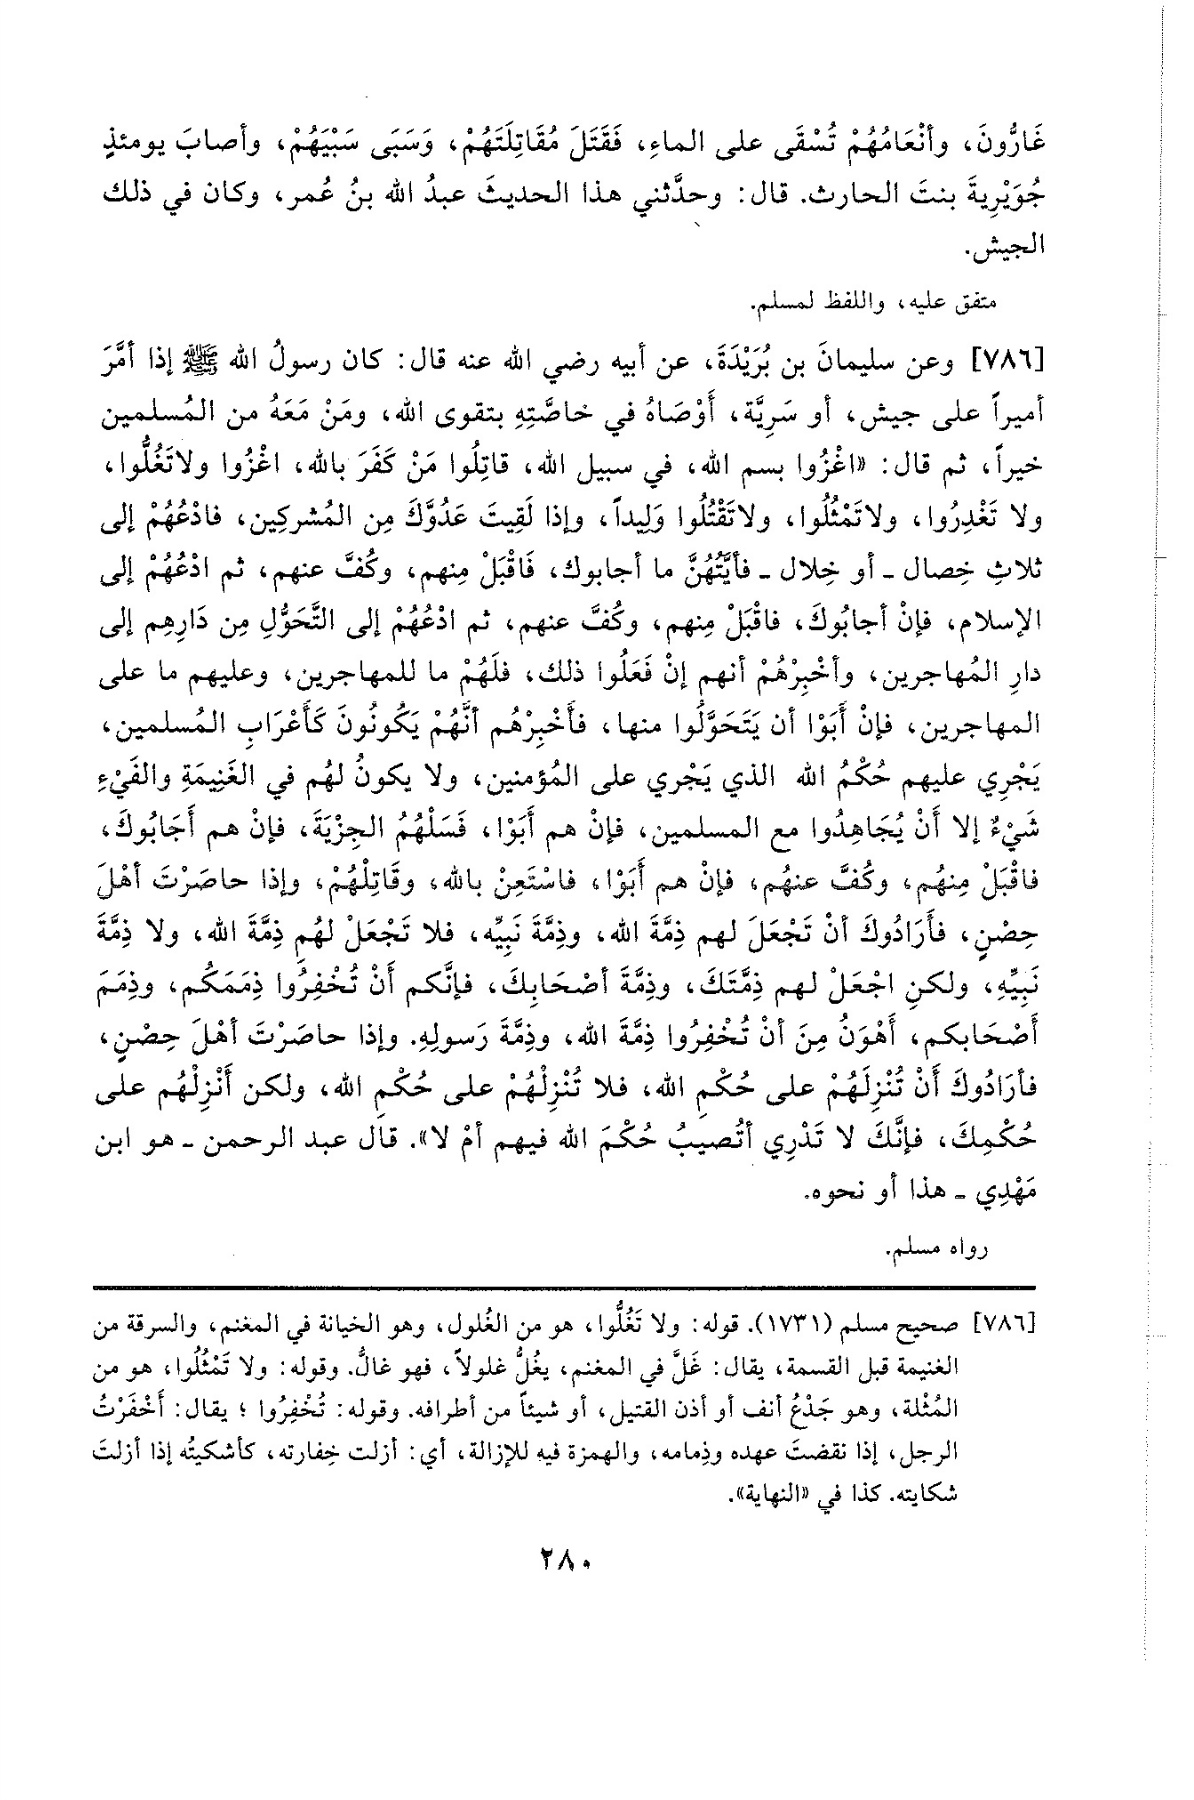 غَارُّونَ، وأنْعَامُهُمْ تُسْقَى على الماءِ، فَقَتَلَ مُقَاتِلَتَهُمْ، وَسَبَى سَبْيَهُمْ، وأصابَ يومئذٍ
جُوَيْرِيةَ بنتَ الحارث. قال: وحدَّثني هذا الحديثَ عبدُ الله بنُ عُمر، وكان في ذلك
الجيش.
متفق عليه، واللفظ لمسلم.
[٧٨٦] وعن سليمانَ بن بُرَيْدَةَ، عن أبيه رضي الله عنه قال: كان رسولُ الله ﷺ إذا أمَّرَ
أميراً على جيش، أو سَرِيَّة، أَوْصَاهُ في خاصَّتِهِ بتقوى الله، ومَنْ مَعَهُ من المُسلمين
خيراً، ثم قال: «اغْزُوا بسم الله، في سبيل الله، قاتِلُوا مَنْ كَفَرَ بالله، اغْزُوا ولاتَغُلُّوا،
ولا تَغْدِرُوا، ولاتَمْثُلُوا، ولاتَقْتُلُوا وَلِيداً، وإذا لَقِيتَ عَدُوَّكَ مِن المُشركِين، فادْعُهُمْ إلى
ثلاثِ خِصال ـ أو خِلال ـ فأيَّتُهُنَّ ما أجابوك، فَاقْبَلْ مِنهم، وكُفَّ عنهم، ثم ادْعُهُمْ إلى
الإسلام، فإنْ أجابُوكَ، فاقْبَلْ مِنهم، وكُفَّ عنهم، ثم ادْعُهُمْ إلى التَّحَوُّلِ مِن دَارِهِم إلى
دارِ المُهاجرين، وأخْبِرْهُمْ أنهم إنْ فَعَلُوا ذلك، فلَهُمْ ما للمهاجرين، وعليهم ما على
المهاجرين، فإنْ أَبَوْا أن يَتَحَوَّلُوا منها، فأَخْبِرْهُم أنَّهُمْ يَكُونُونَ كَأَعْرَابِ المُسلمين،
يَجْرِي عليهم حُكْمُ الله الذي يَجْري على المُؤمنين، ولا يكونُ لهُم في الغَنِيمَةِ والفَيْءِ
شَيْءٌ إلا أَنْ يُجَاهِدُوا مع المسلمين، فإنْ هم أَبَوْا، فَسَلْهُمُ الجِزْيَةَ، فإنْ هم أَجَابُوكَ،
فاقْبَلْ مِنهُم، وكُفَّ عنهُم، فإنْ هم أَبَوْا، فاسْتَعِنْ بالله، وقَاتِلْهُمْ، وإذا حاصَرْتَ أهْلَ
حِصْنٍ، فأَرَادُوكَ أنْ تَجْعَلَ لهم ذِمَّةَ الله، وذِمَّةَ نَبِيِّه، فلا تَجْعَلْ لهُم ذِمَّةَ الله، ولا ذِمَّةَ
نَبِيِّهِ، ولكنِ اجْعَلْ لهم ذِمَّتَكَ، وذِمَّةَ أصْحَابِكَ، فإنَّكم أَنْ تُخْفِرُوا ذِمَمَكُم، وذِمَمَ
أَصْحَابكم، أَهْوَنُ مِنَ أنْ تُخْفِرُوا ذِمَّةَ الله، وذِمَّةَ رَسولِهِ. وإذا حاصَرْتَ أهْلَ حِصْنٍ،
فأرَادُوكَ أَنْ تُنْزِلَهُمْ على حُكْمِ الله، فلا تُنْزِلْهُمْ على حُكْمِ الله، ولكن أَنْزِلْهُم على
حُكْمِكَ، فإنَّكَ لا تَدْرِي أتُصيبُ حُكْمَ الله فيهم أمْ لا». قال عبد الرحمن ـ هو ابن
مَهْدِي ـ هذا أو نحوه.
رواه مسلم.
[٧٨٦] صحيح مسلم (١٧٣١). قوله: ولا تَغُلُّوا، هو من الغُلول، وهو الخيانة في المغنم، والسرقة من
الغنيمة قبل القسمة، يقال: غَلَّ في المغنم، يغُلُّ غلولاً، فهو غالٌّ. وقوله: ولا تَمْثُلُوا، هو من
المُثْلة، وهو جَدْعُ أنف أو أذن القتيل، أو شيئاً من أطرافه. وقوله: تُخْفِرُوا ؛ يقال: أَخْفَرْتُ
الرجل، إذا نقضتَ عهده وذِمامه، والهمزة فيه للإزالة، أي: أزلت خِفارته، كأشكيتُه إذا أزلتَ
شكايته. كذا في «النهاية».
٢٨٠